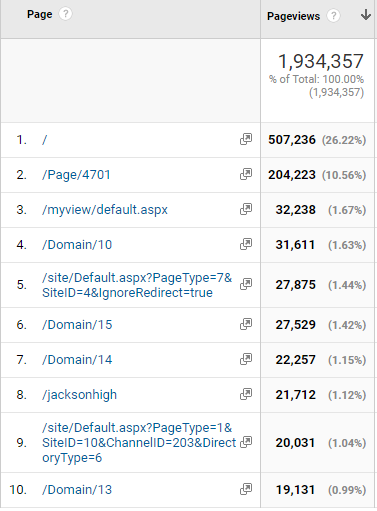 Page ? Pageviews ?
1,934,357
% of Total: 100.00%
(1,934,357)
1. / 507,236 (26.22%)
2. /Page/4701 204,223 (10.56%)
3. /myview/default.aspx 32,238 (1.67%)
4. /Domain/10 31,611 (1.63%)
5. /site/Default.aspx?PageType=7& 27,875 (1.44%)
SiteID=4&IgnoreRedirect=true
6. /Domain/15 27,529 (1.42%)
7. /Domain/14 22,257 (1.15%)
8. /jacksonhigh 21,712 (1.12%)
/site/Default.aspx?PageType=1&
9. SiteID=10&ChannelID=203&Direct 20,031 (1.04%)
oryType=6
10. /Domain/13 19,131 (0.99%)